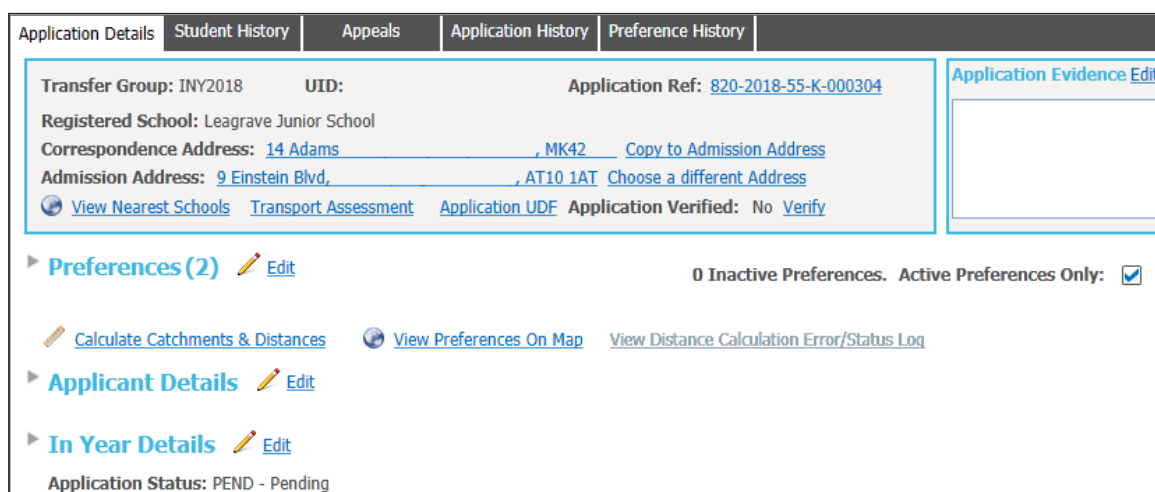 Application Details Student History Appeals Application History Preference History
Transfer Group: INY2018 UID: Application Ref: 820-2018-55-K-000304
Registered School: Leagrave Junior School
Correspondence Address: 14 Adams , MK42 Copy to Admission Address
Admission Address: 9 Einstein Blvd, , AT10 1AT Choose a different Address
View Nearest Schools Transport Assessment Application UDF Application Verified: No Verify
Application Evidence Edit
Preferences (2) Edit
0 Inactive Preferences. Active Preferences Only:
Calculate Catchments & Distances View Preferences On Map View Distance Calculation Error/Status Log
Applicant Details Edit
In Year Details Edit
Application Status: PEND - Pending